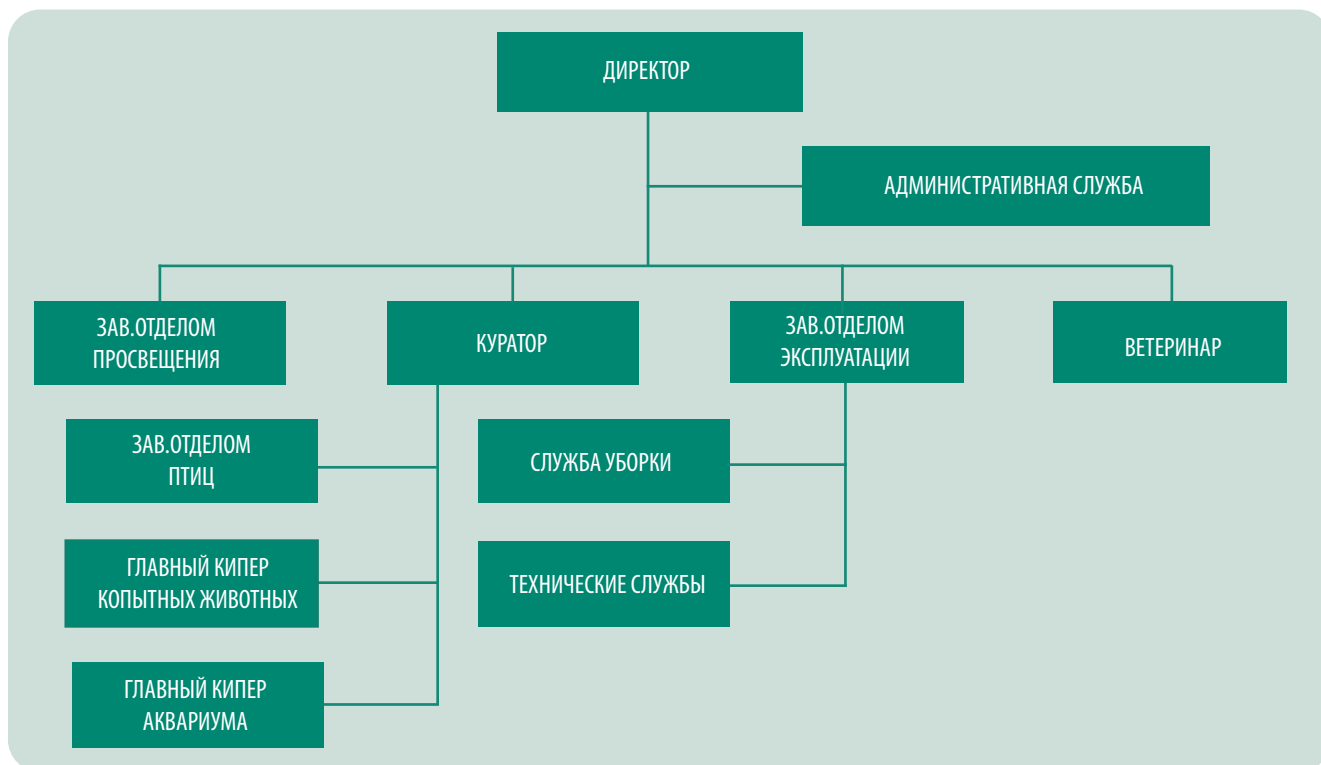 ДИРЕКТОР
АДМИНИСТРАТИВНАЯ СЛУЖБА
ЗАВ.ОТДЕЛОМ
ПРОСВЕЩЕНИЯ
КУРАТОР
ЗАВ.ОТДЕЛОМ
ЭКСПЛУАТАЦИИ
ВЕТЕРИНАР
ЗАВ.ОТДЕЛОМ
ПТИЦ
СЛУЖБА УБОРКИ
ГЛАВНЫЙ КИПЕР
КОПЫТНЫХ ЖИВОТНЫХ
ТЕХНИЧЕСКИЕ СЛУЖБЫ
ГЛАВНЫЙ КИПЕР
АКВАРИУМА